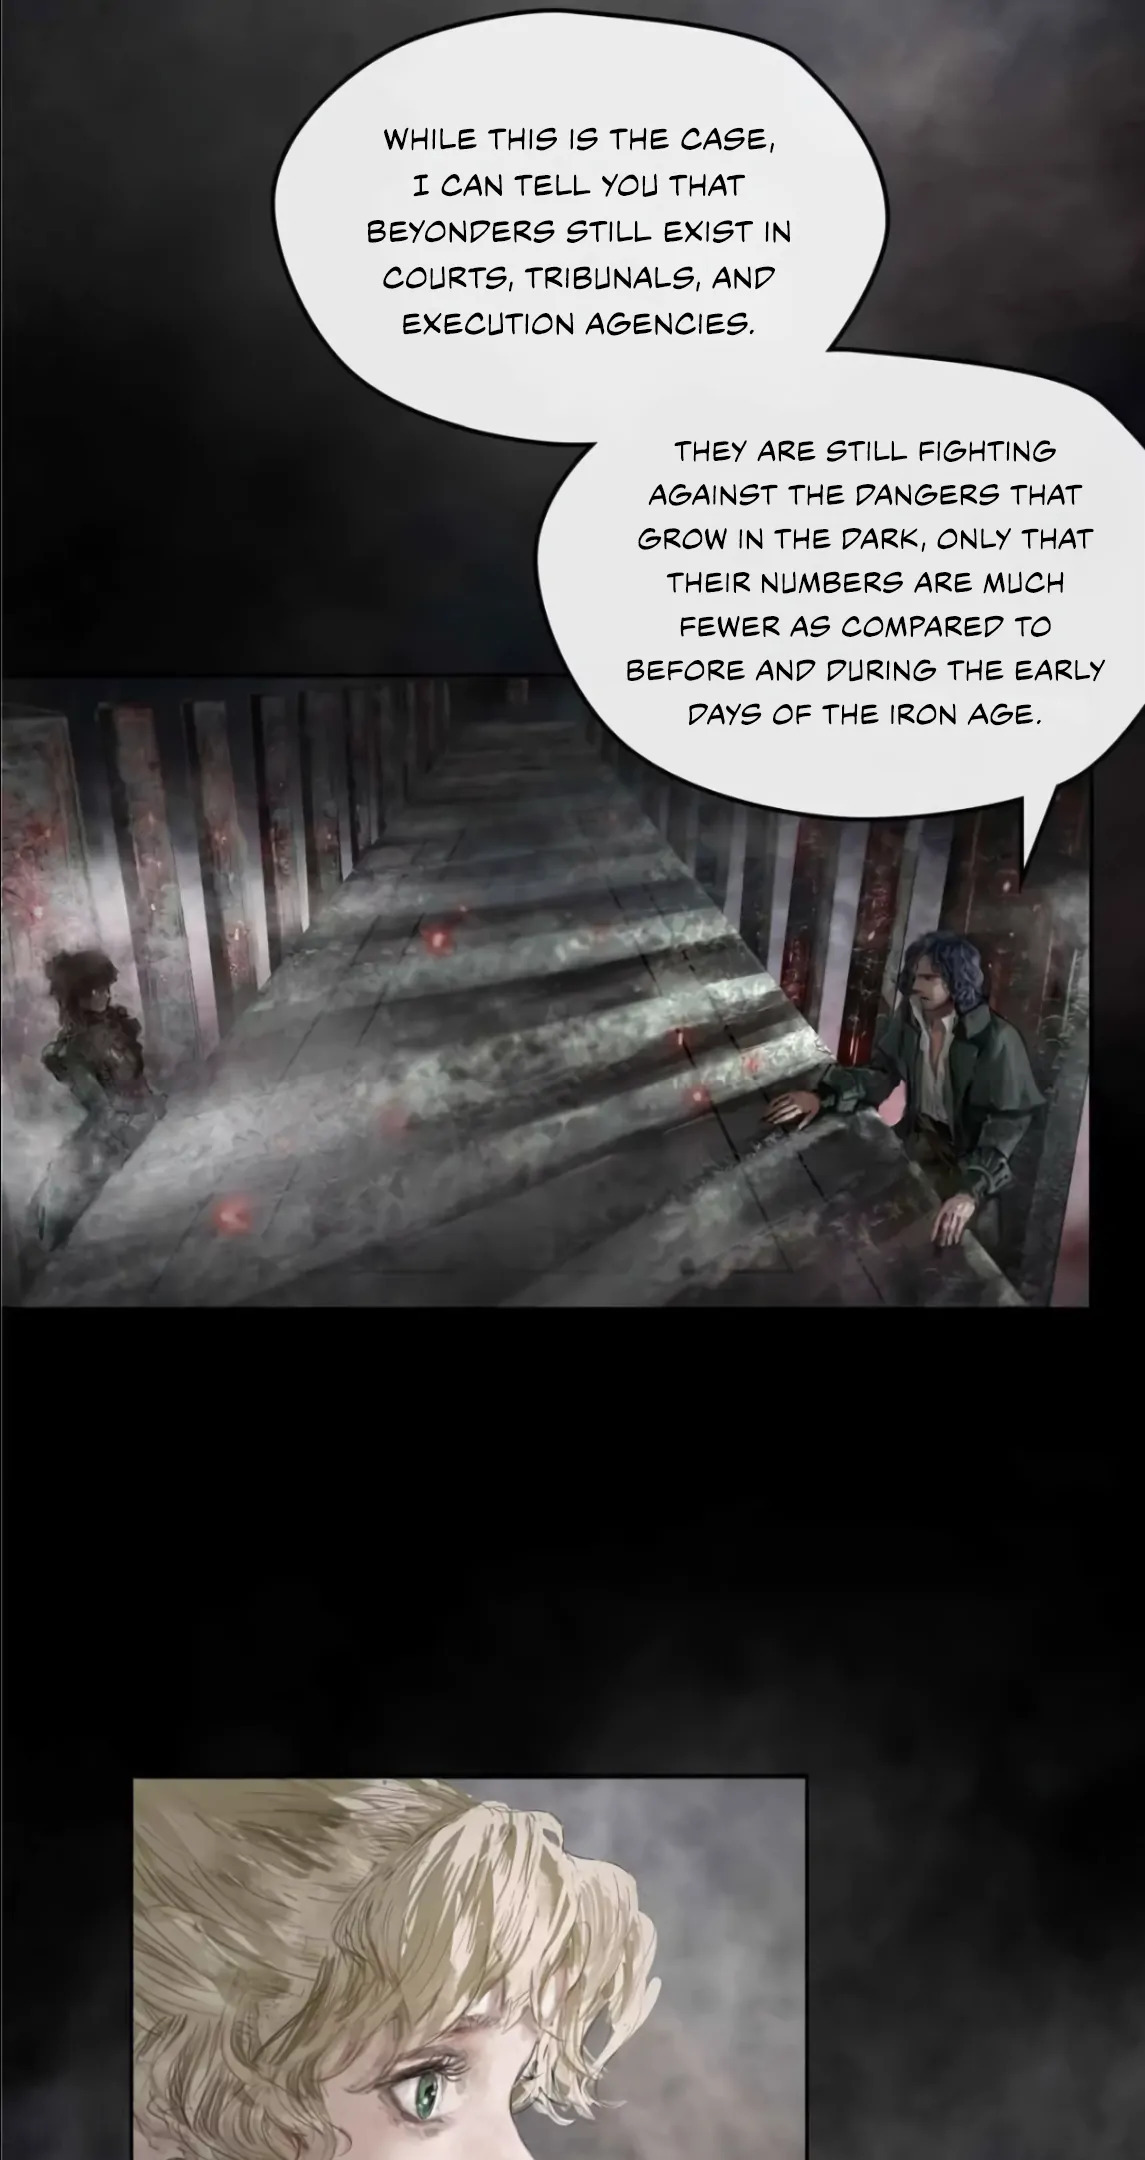 WHILE THIS IS THE CASE,
I CAN TELL YOU THAT
BEYONDERS STILL EXIST IN
COURTS, TRIBUNALS, AND
EXECUTION AGENCIES.
THEY ARE STILL FIGHTING
AGAINST THE DANGERS THAT
GROW IN THE DARK, ONLY THAT
THEIR NUMBERS ARE MUCH
FEWER AS COMPARED TO
BEFORE AND DURING THE EARLY
DAYS OF THE IRON AGE.